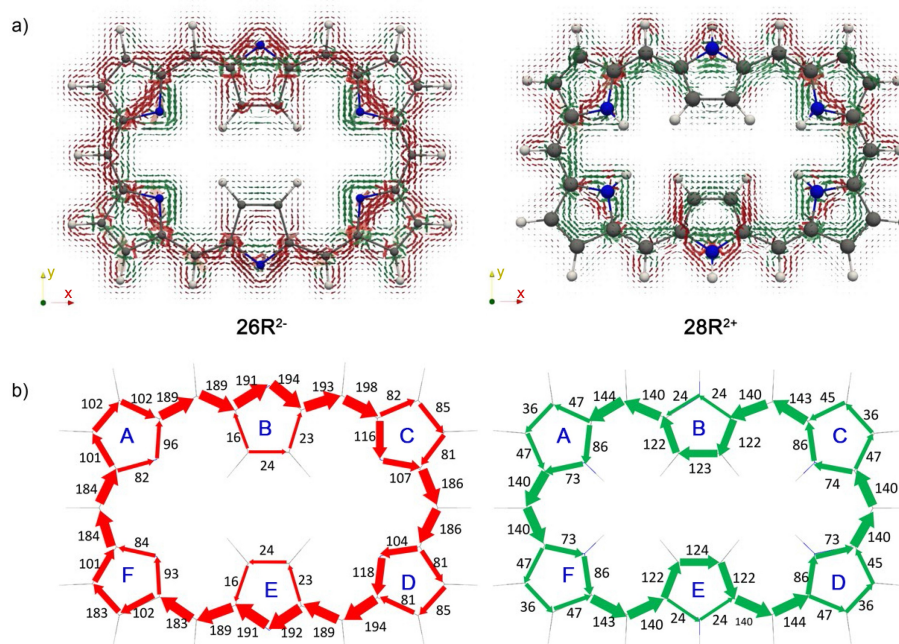 a)
y
x
y
x
26R2-
28R2+
b)
191 194
189 189 193 198
102 102 82
102 85
A B C
101 96 16 23 116 81
82 24 107
184 186
184 186
84 24 104
101 93 16 23 118 81
F E D
183 102 81 85
183 189 191 192 189 194
144 140 24 24 140 143
36 47 45 36
A B C
47 86 122 122 86 47
73 123 74
140 140
140 140
73 124 73
47 86 122 122 86 45
F E D
36 47 47 36
143 140 24 24 140 144